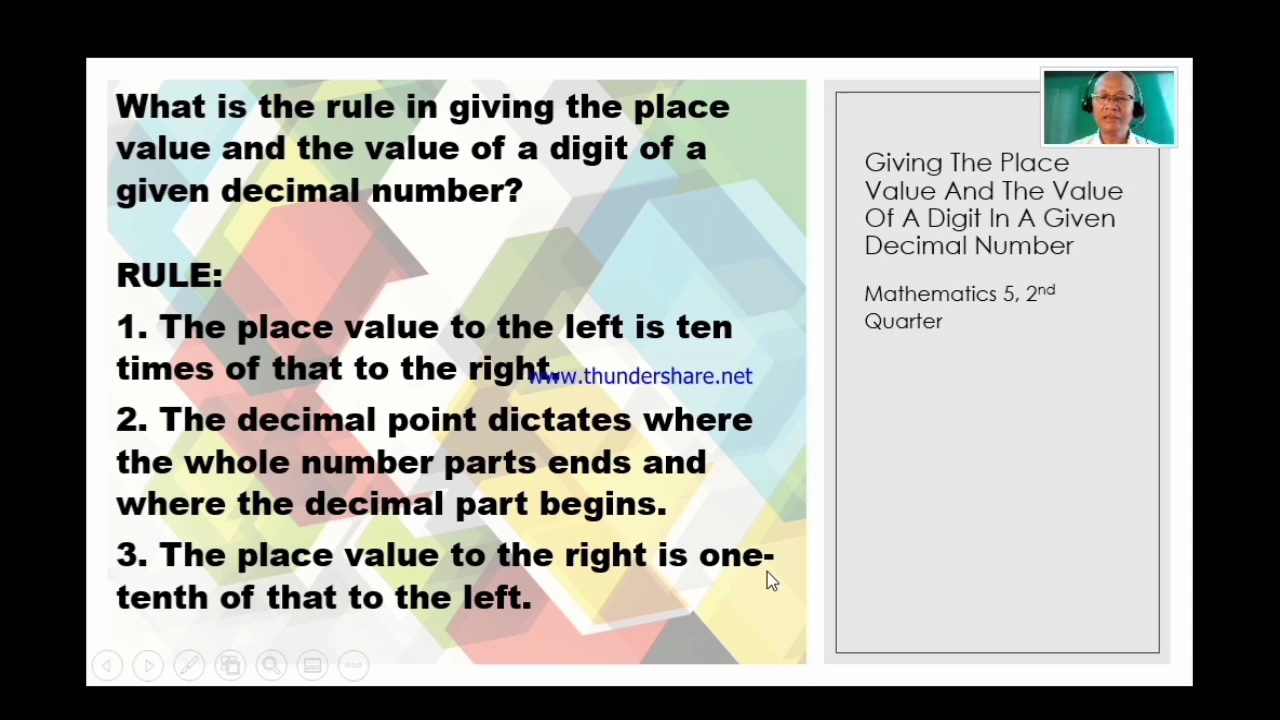 What is the rule in giving the place
value and the value of a digit of a
given decimal number?
RULE:
1. The place value to the left is ten
times of that to the right.
www.thundershare.net
2. The decimal point dictates where
the whole number parts ends and
where the decimal part begins.
3. The place value to the right is one-
tenth of that to the left.
Giving The Place
Value And The Value
Of A Digit In A Given
Decimal Number
Mathematics 5, 2nd
Quarter